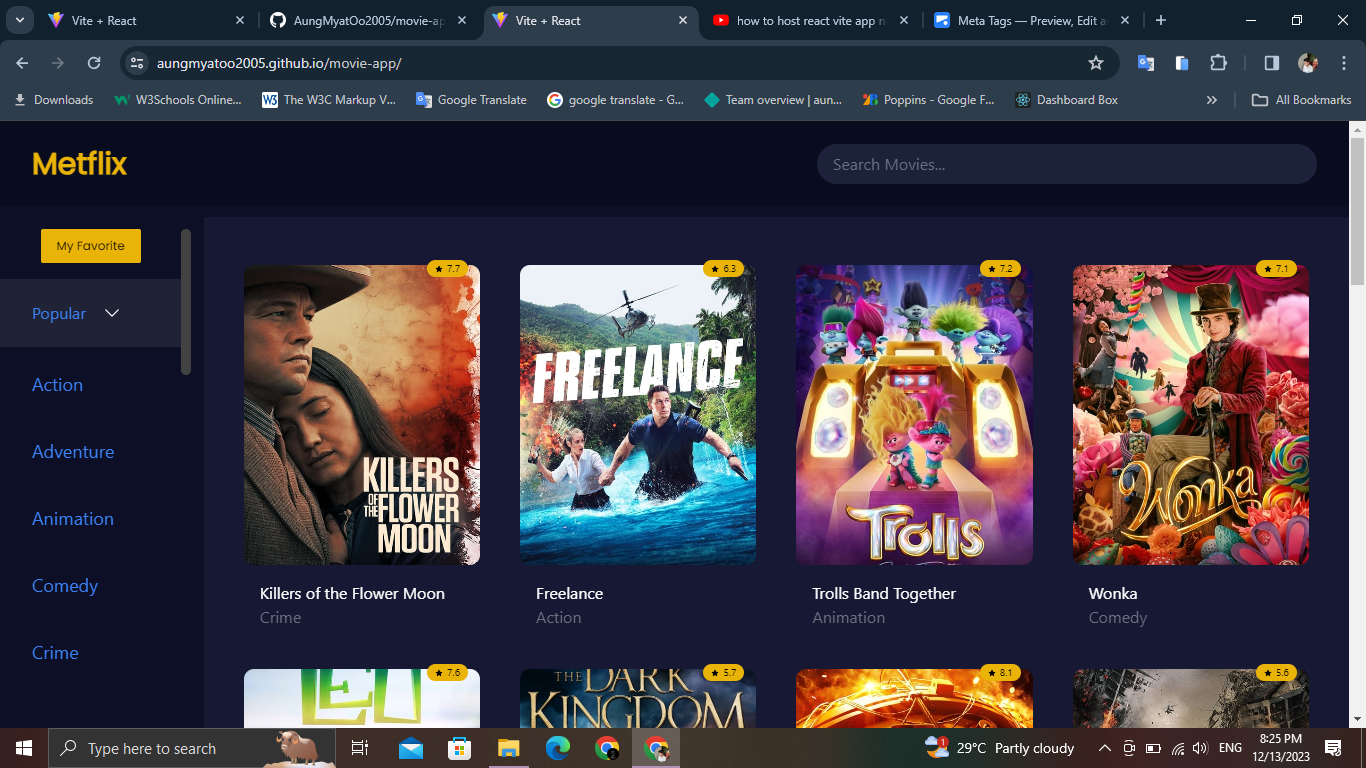 Vite + React
AungMyatOo2005/movie-ap
Vite + React
how to host react vite app n
Meta Tags — Preview, Edit a
aungmyatoo2005.github.io/movie-app/
Downloads
W3Schools Online...
The W3C Markup V...
Google Translate
google translate - G...
Team overview | aun...
Poppins - Google F...
Dashboard Box
All Bookmarks
Metflix
Search Movies...
My Favorite
Popular
Action
Adventure
Animation
Comedy
Crime
7.7
6.3
7.2
7.1
KILLERS
OF THE FLOWER
MOON
FREELANCE
Trolls
Wonka
Killers of the Flower Moon
Crime
Freelance
Action
Trolls Band Together
Animation
Wonka
Comedy
7.6
5.7
8.1
5.6
LEO
THE DARK
KINGDOM
Type here to search
1
29°C Partly cloudy
ENG
8:25 PM
12/13/2023